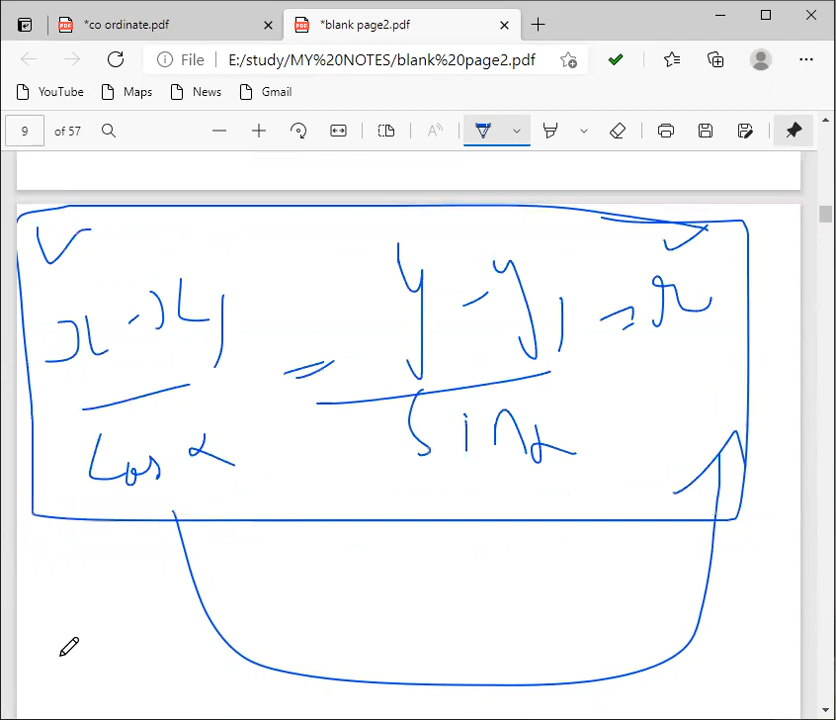 *co ordinate.pdf *blank page2.pdf
File E:/study/MY%20NOTES/blank%20page2.pdf
YouTube Maps News Gmail
9 of 57
x - x1 = y - y1 = r
cos α sin α